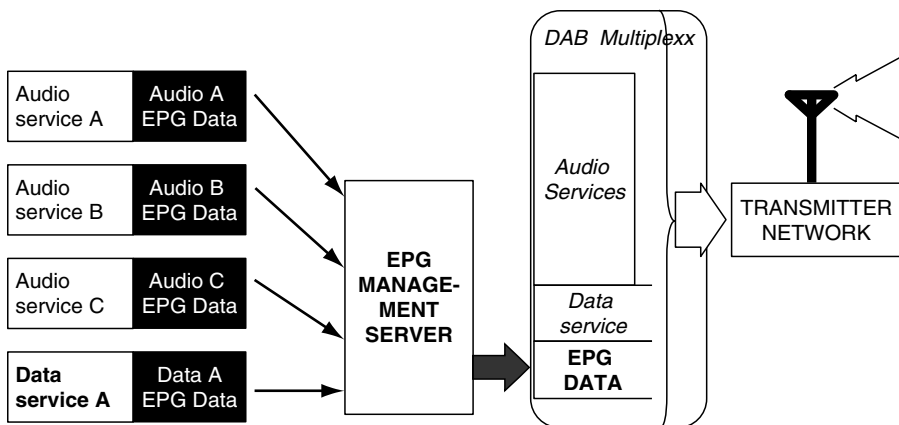 DAB Multiplexx
Audio
service A
Audio A
EPG Data
Audio
service B
Audio B
EPG Data
Audio
service C
Audio C
EPG Data
Data
service A
Data A
EPG Data
EPG
MANAGE-
MENT
SERVER
Audio
Services
Data
service
EPG
DATA
TRANSMITTER
NETWORK